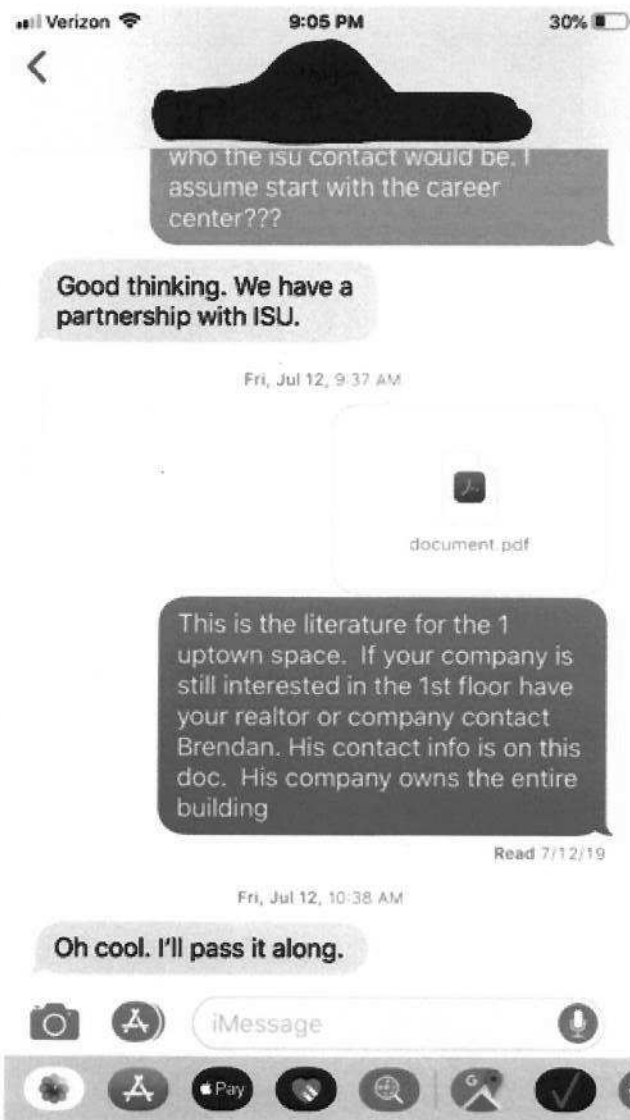 Verizon
9:05 PM
30%
who the isu contact would be. I
assume start with the career
center???
Good thinking. We have a
partnership with ISU.
Fri, Jul 12, 9:37 AM
document.pdf
This is the literature for the 1
uptown space. If your company is
still interested in the 1st floor have
your realtor or company contact
Brendan. His contact info is on this
doc. His company owns the entire
building
Read 7/12/19
Fri, Jul 12, 10:38 AM
Oh cool. I'll pass it along.
iMessage
Pay
G